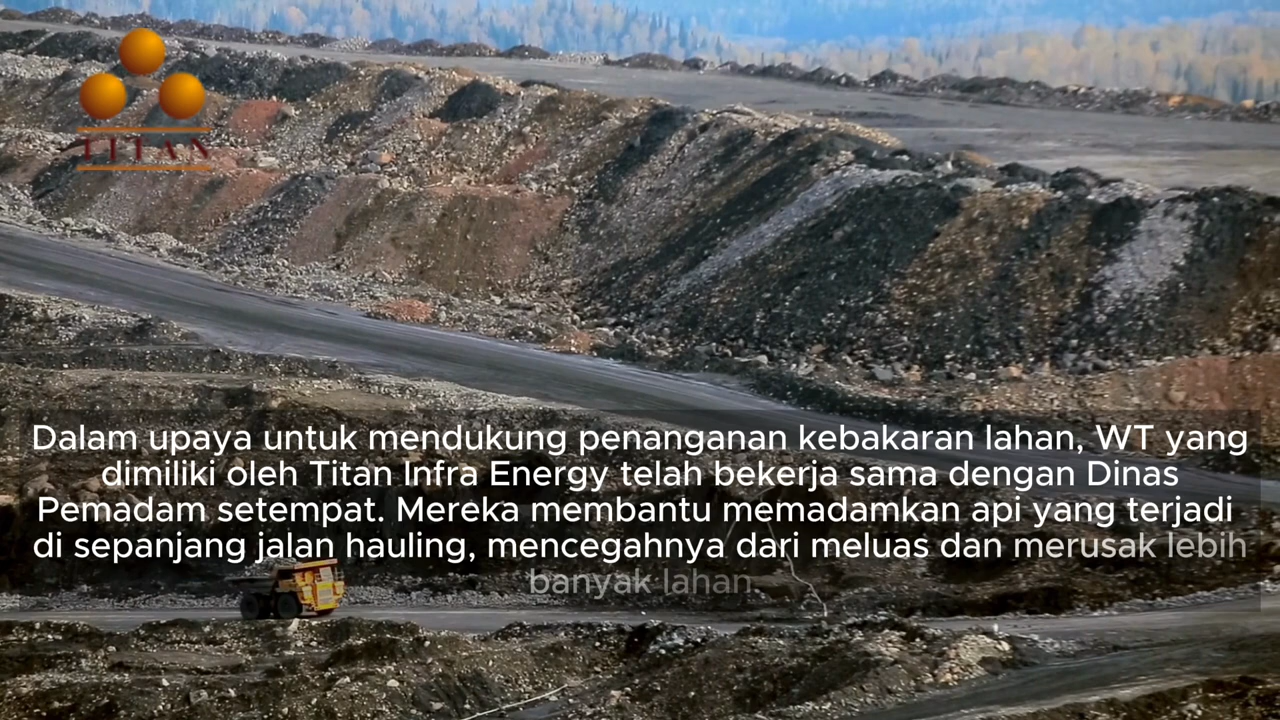 TITAN
Dalam upaya untuk mendukung penanganan kebakaran lahan, WT yang
dimiliki oleh Titan Infra Energy telah bekerja sama dengan Dinas
Pemadam setempat. Mereka membantu memadamkan api yang terjadi
di sepanjang jalan hauling, mencegahnya dari meluas dan merusak lebih
banyak lahan.